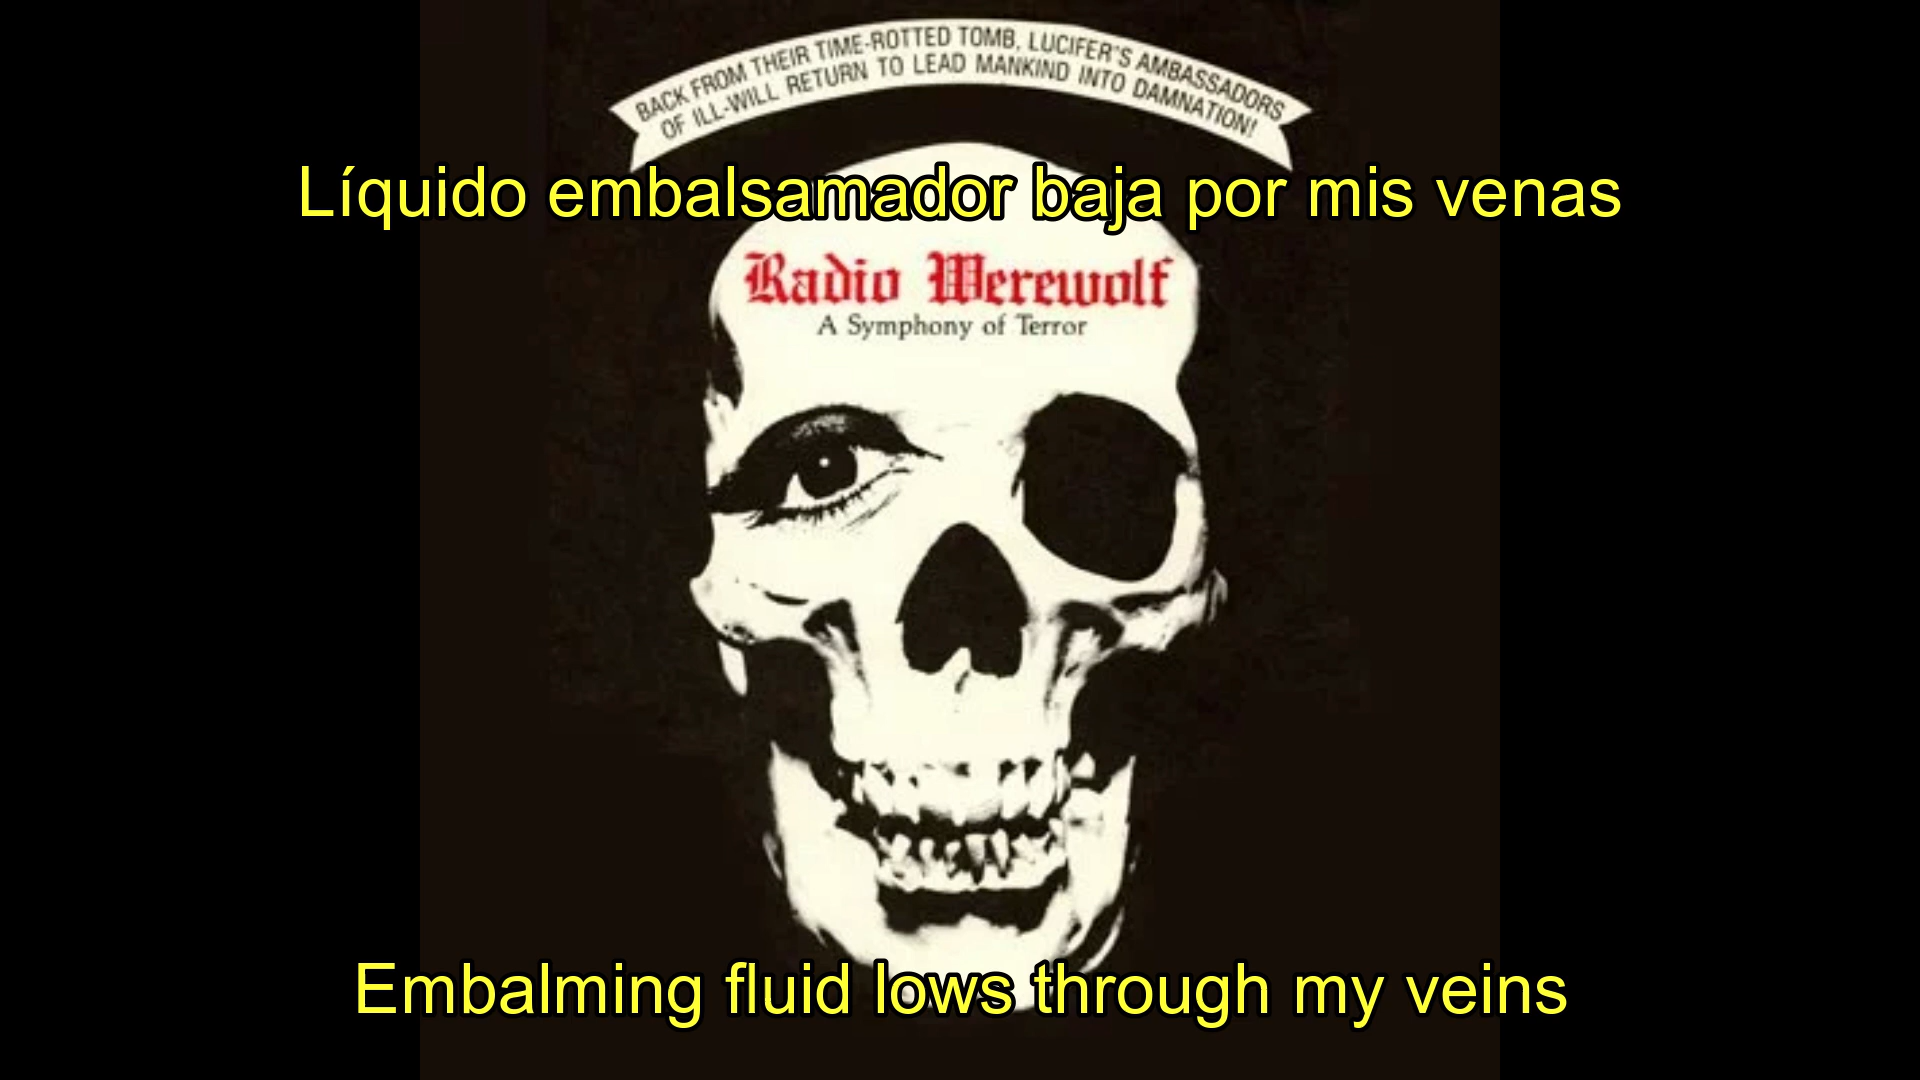 BACK FROM THEIR TIME-ROTTED TOMB, LUCIFER'S AMBASSADORS
OF ILL-WILL RETURN TO LEAD MANKIND INTO DAMNATION!
Líquido embalsamador baja por mis venas
Radio Werewolf
A Symphony of Terror
Embalming fluid lows through my veins